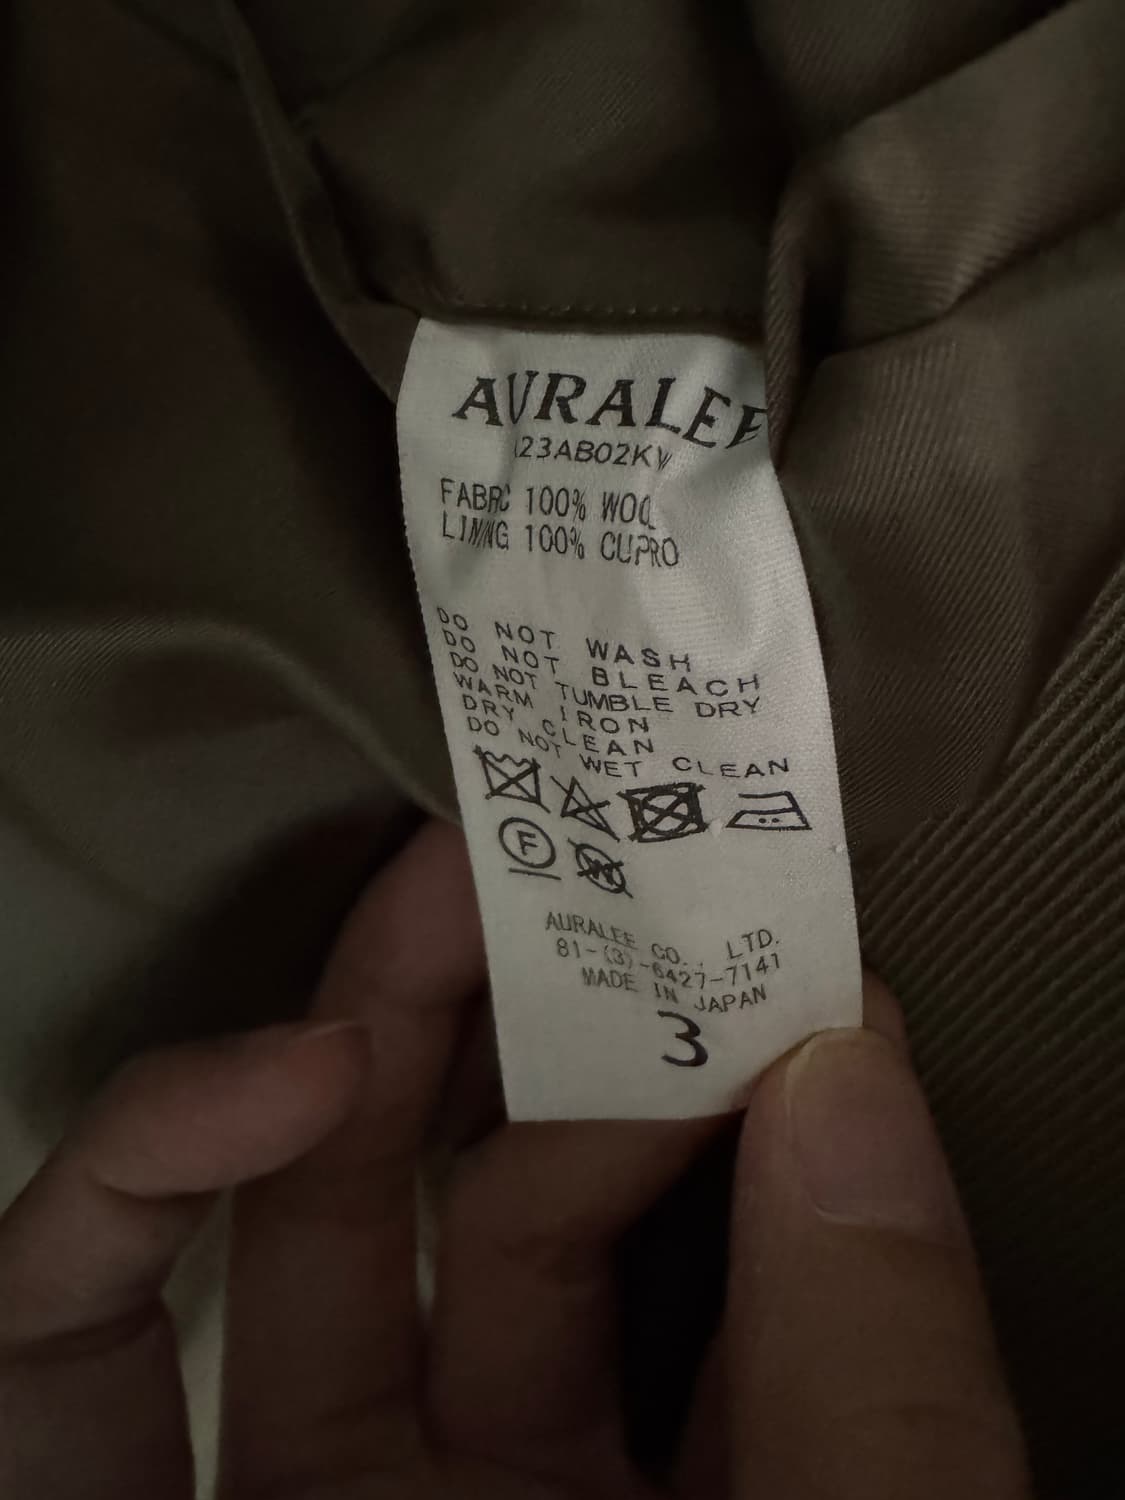 AURALEE
A23AB02KW
FABRC 100% WOOL
LINING 100% CUPRO
DO NOT WASH
DO NOT BLEACH
DO NOT TUMBLE DRY
WARM IRON
DRY CLEAN
DO NOT WET CLEAN
F
W
AURALEE CO., LTD.
81-(3)-6427-7141
MADE IN JAPAN
3